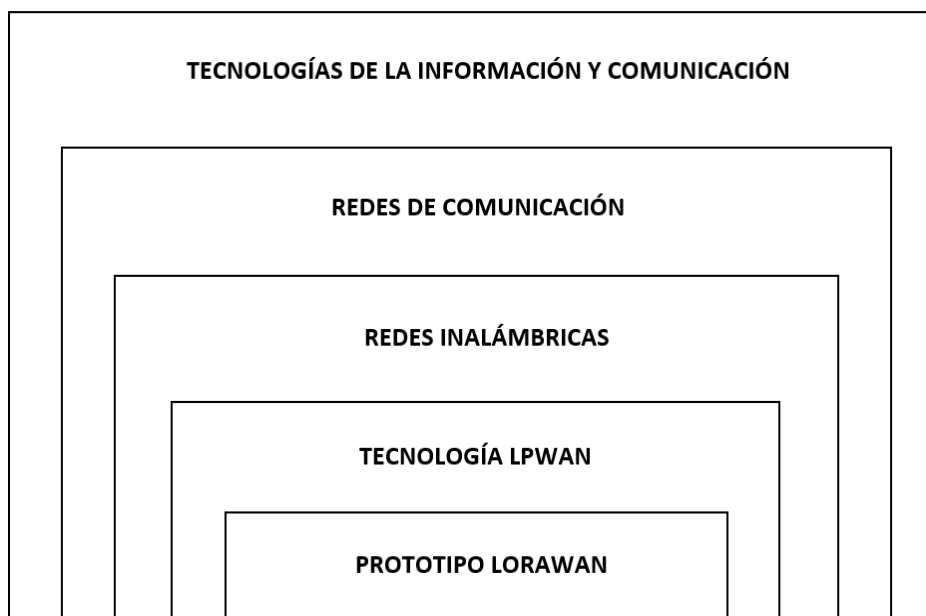 TECNOLOGÍAS DE LA INFORMACIÓN Y COMUNICACIÓN
REDES DE COMUNICACIÓN
REDES INALÁMBRICAS
TECNOLOGÍA LPWAN
PROTOTIPO LORAWAN